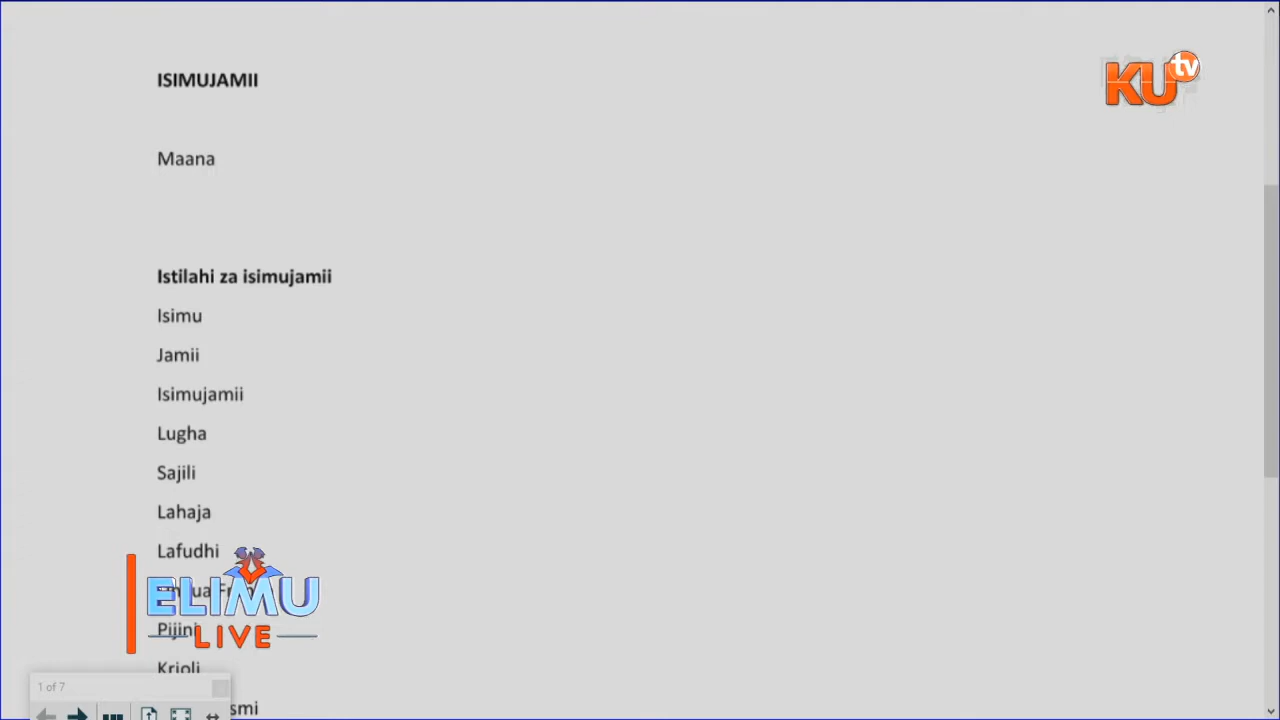 ISIMUJAMII
KU tv
Maana
Istilahi za isimujamii
Isimu
Jamii
Isimujamii
Lugha
Sajili
Lahaja
Lafudhi
ELIMU
Pijini
LIVE
Krioli
1 of 7